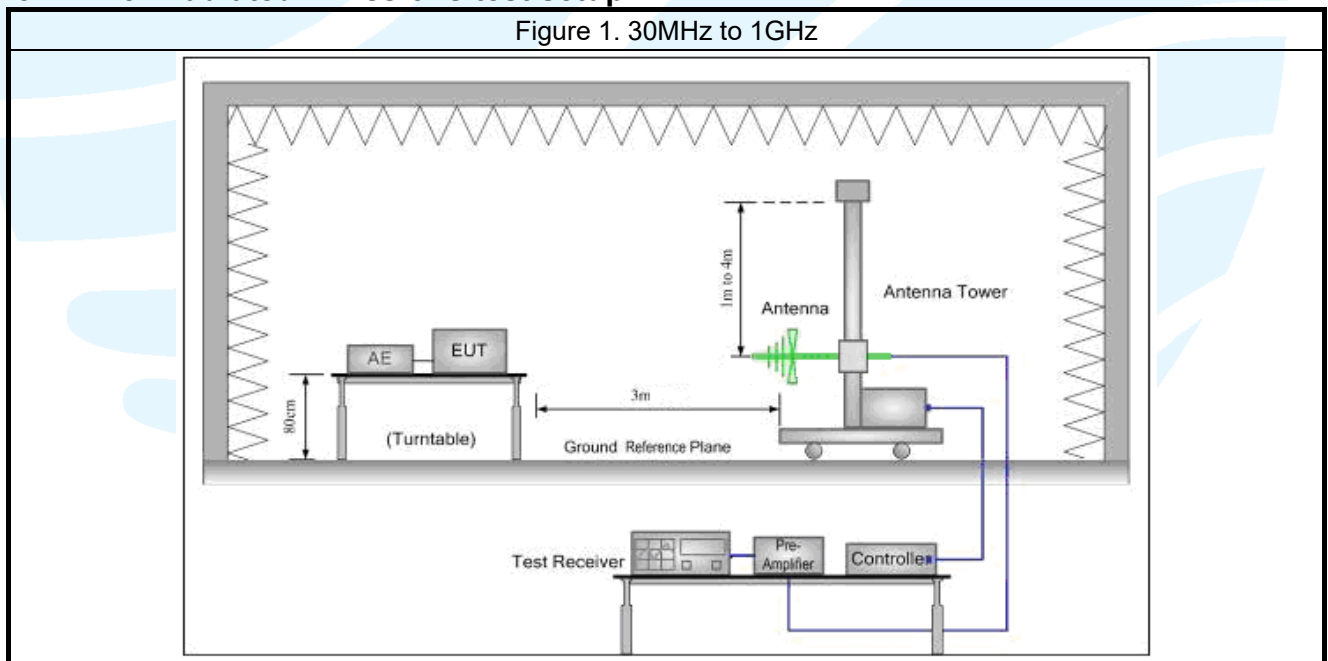 Figure 1. 30MHz to 1GHz
1m to 4m
Antenna Tower
Antenna
AE
EUT
3m
80cm
(Turntable)
Ground Reference Plane
Test Receiver
Pre-
Amplifier
Controller